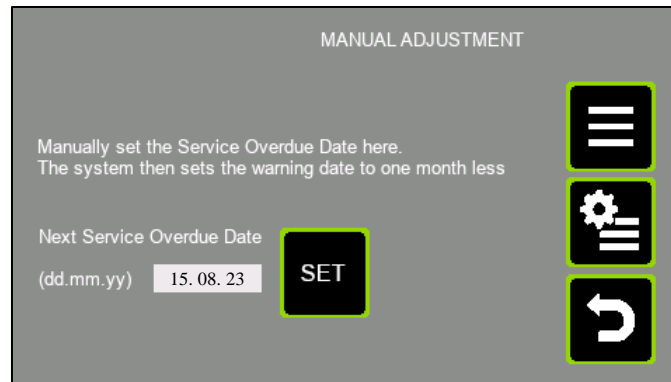 MANUAL ADJUSTMENT
Manually set the Service Overdue Date here.
The system then sets the warning date to one month less
Next Service Overdue Date
(dd.mm.yy) 15. 08. 23 SET